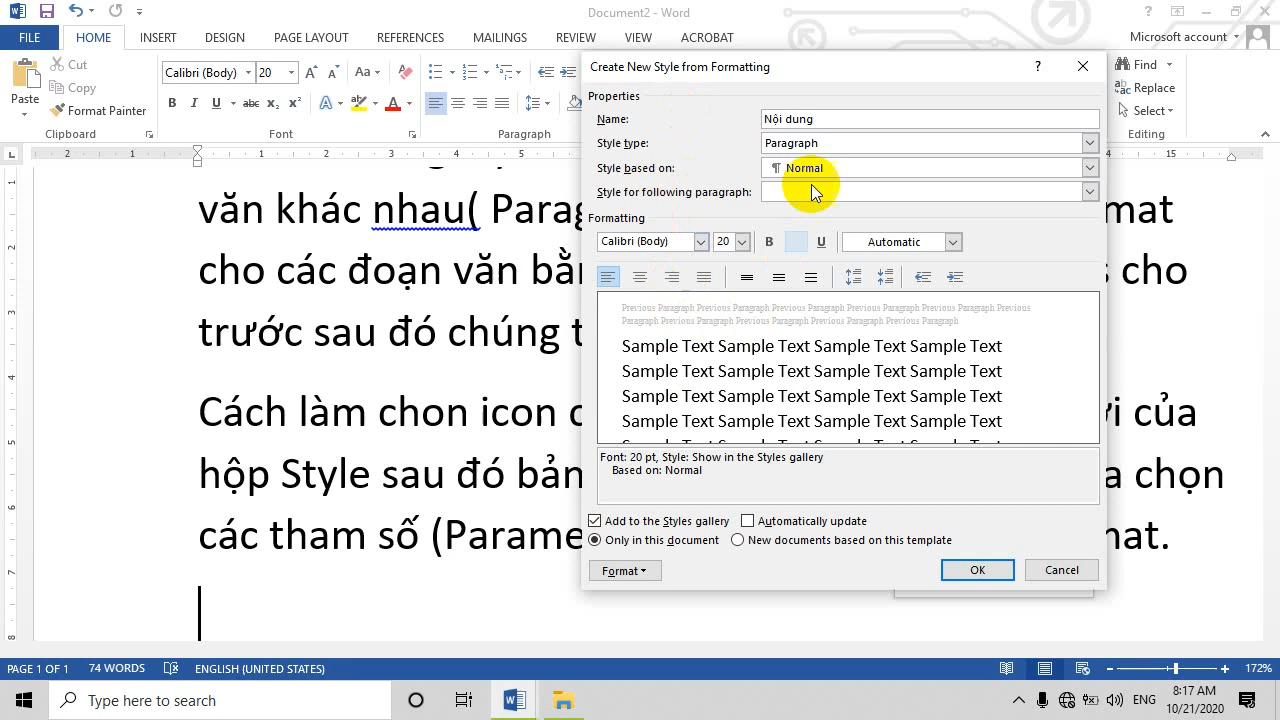 Document2 - Word
FILE HOME INSERT DESIGN PAGE LAYOUT REFERENCES MAILINGS REVIEW VIEW ACROBAT Microsoft account
Paste
Cut
Copy
Format Painter
Calibri (Body) 20
Find
Replace
Select
Font Paragraph Editing
văn khác nhau( Parag mat
cho các đoạn văn bằn s cho
trước sau đó chúng t
Cách làm chon icon của
hộp Style sau đó bản a chọn
các tham số (Parame mat.
Create New Style from Formatting
Properties
Name: Nội dung
Style type: Paragraph
Style based on: ¶ Normal
Style for following paragraph:
Formatting
Calibri (Body) 20 B U Automatic
Previous Paragraph Previous Paragraph Previous Paragraph Previous Paragraph Previous Paragraph Previous
Paragraph Previous Paragraph Previous Paragraph Previous Paragraph Previous Paragraph
Sample Text Sample Text Sample Text Sample Text
Sample Text Sample Text Sample Text Sample Text
Sample Text Sample Text Sample Text Sample Text
Sample Text Sample Text Sample Text Sample Text
Font: 20 pt, Style: Show in the Styles gallery
Based on: Normal
Add to the Styles gallery Automatically update
Only in this document New documents based on this template
Format OK Cancel
PAGE 1 OF 1 74 WORDS ENGLISH (UNITED STATES) 172%
Type here to search
ENG
8:17 AM
10/21/2020